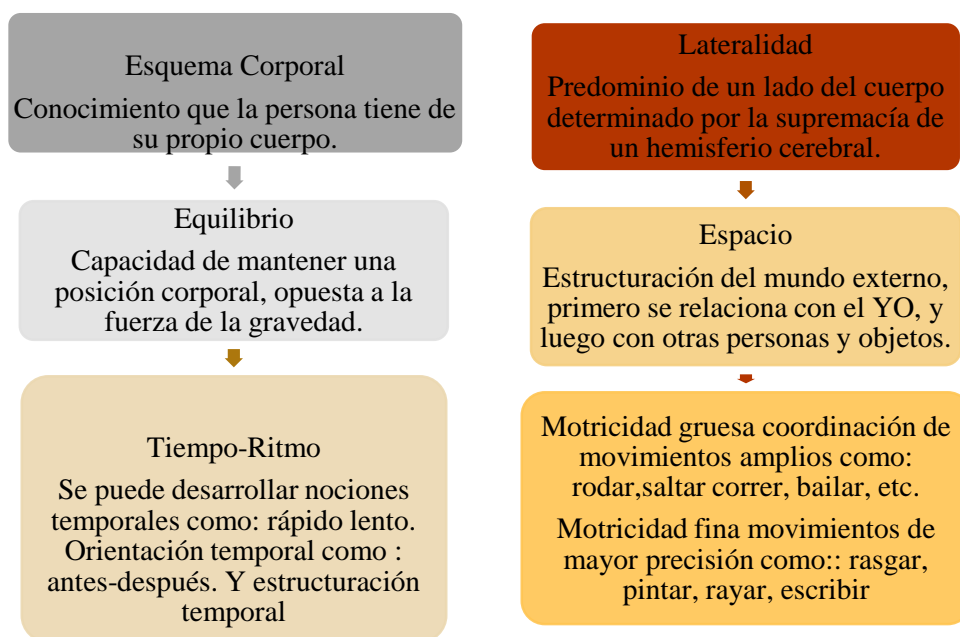 Esquema Corporal
Conocimiento que la persona tiene de
su propio cuerpo.
Equilibrio
Capacidad de mantener una
posición corporal, opuesta a la
fuerza de la gravedad.
Tiempo-Ritmo
Se puede desarrollar nociones
temporales como: rápido lento.
Orientación temporal como :
antes-después. Y estructuración
temporal
Lateralidad
Predominio de un lado del cuerpo
determinado por la supremacía de
un hemisferio cerebral.
Espacio
Estructuración del mundo externo,
primero se relaciona con el YO, y
luego con otras personas y objetos.
Motricidad gruesa coordinación de
movimientos amplios como:
rodar,saltar correr, bailar, etc.
Motricidad fina movimientos de
mayor precisión como:: rasgar,
pintar, rayar, escribir